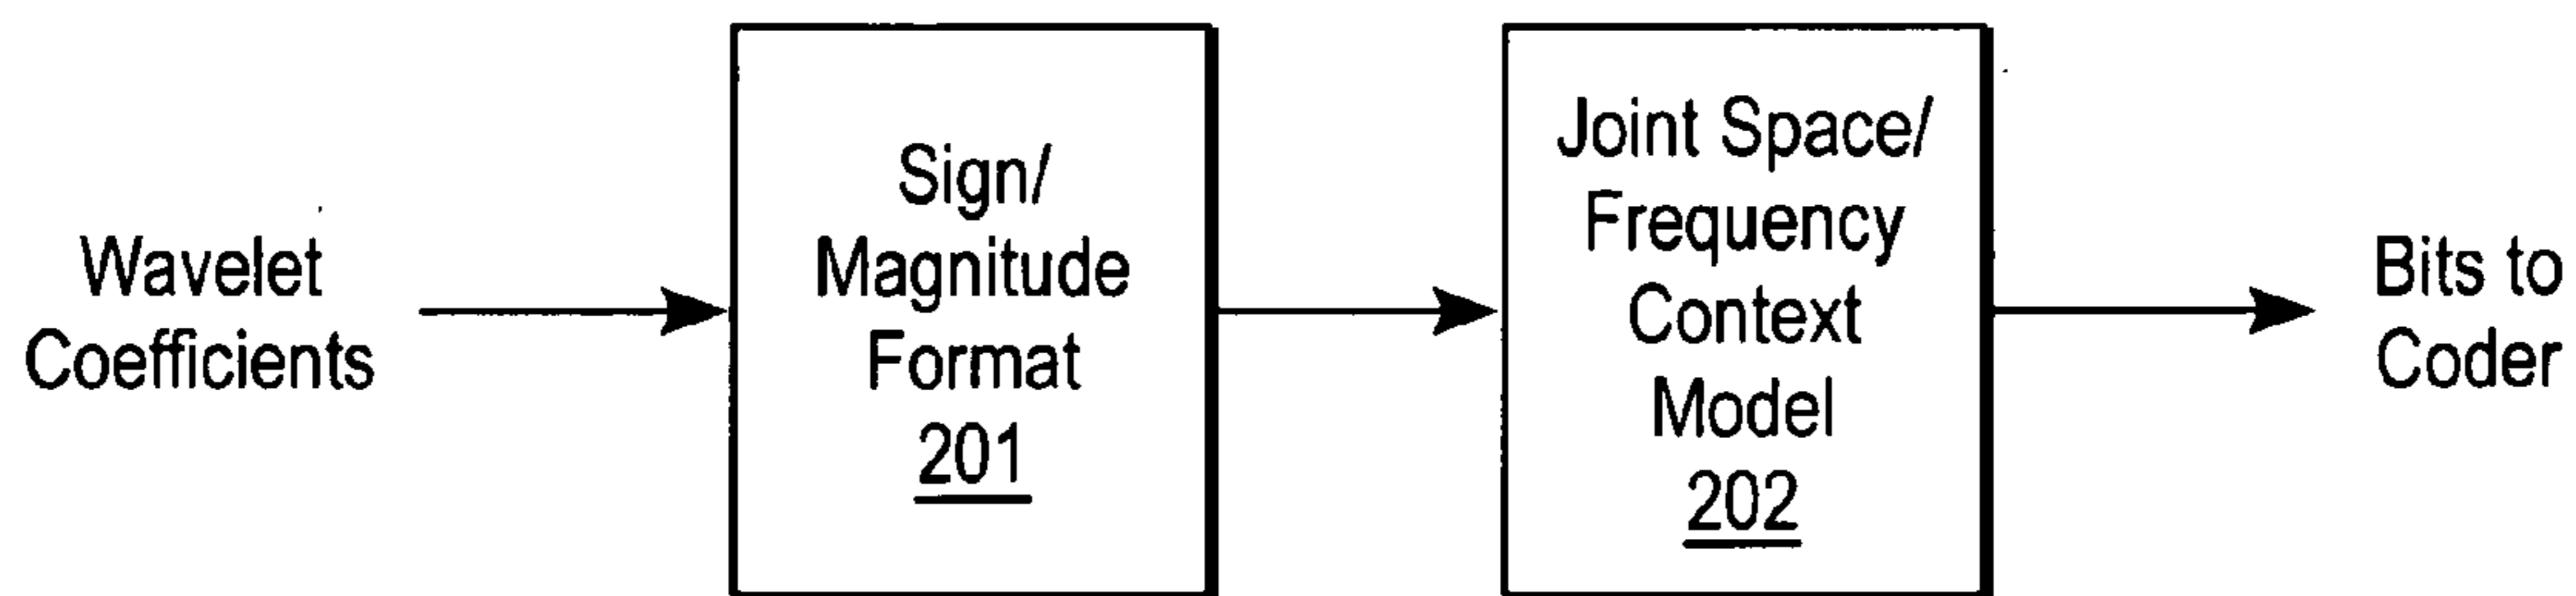 Wavelet
Coefficients
Sign/
Magnitude
Format
201
Joint Space/
Frequency
Context
Model
202
Bits to
Coder